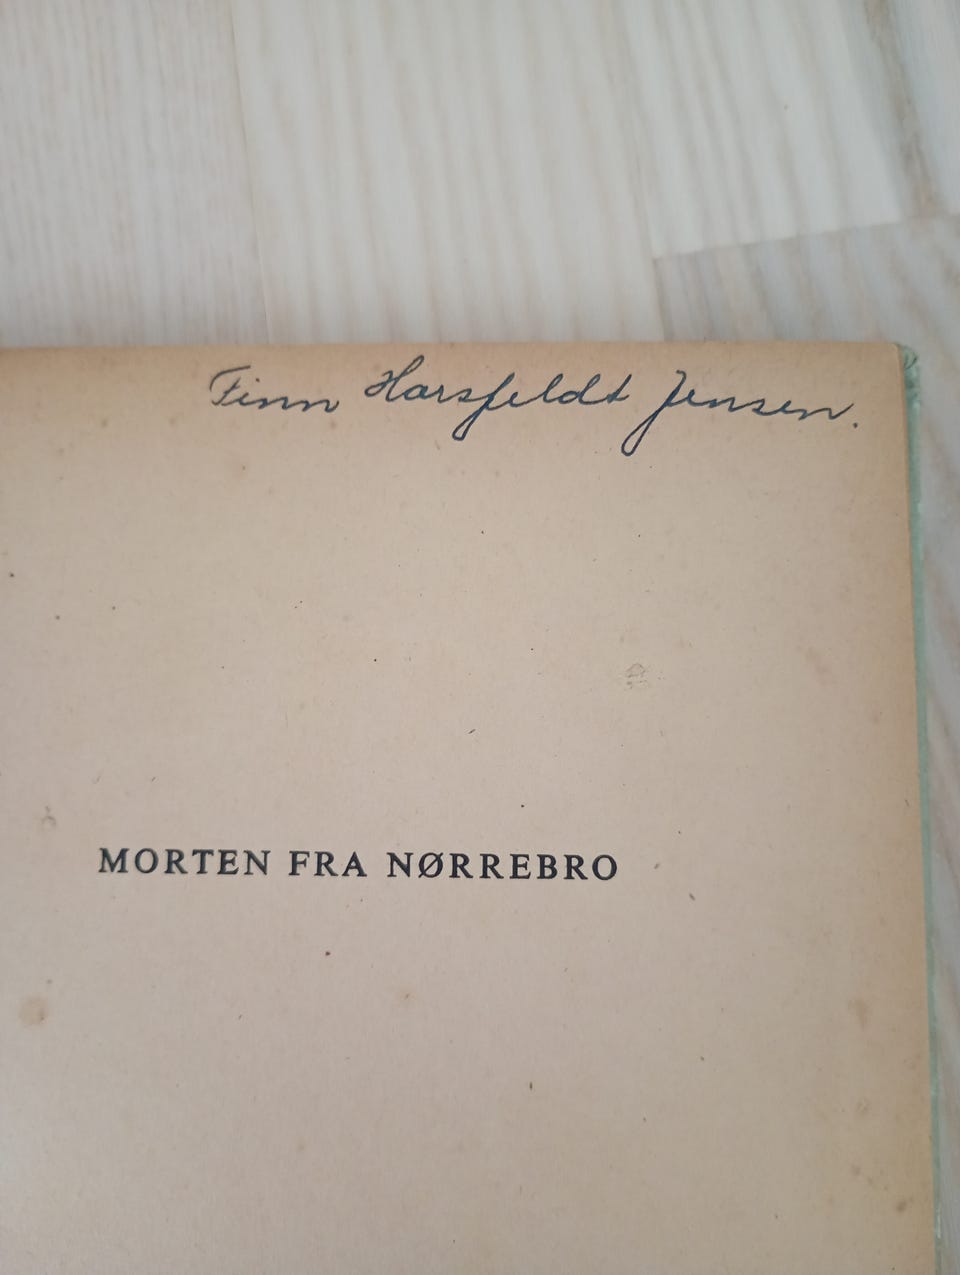 Finn Harsfeldt Jensen.
MORTEN FRA NØRREBRO